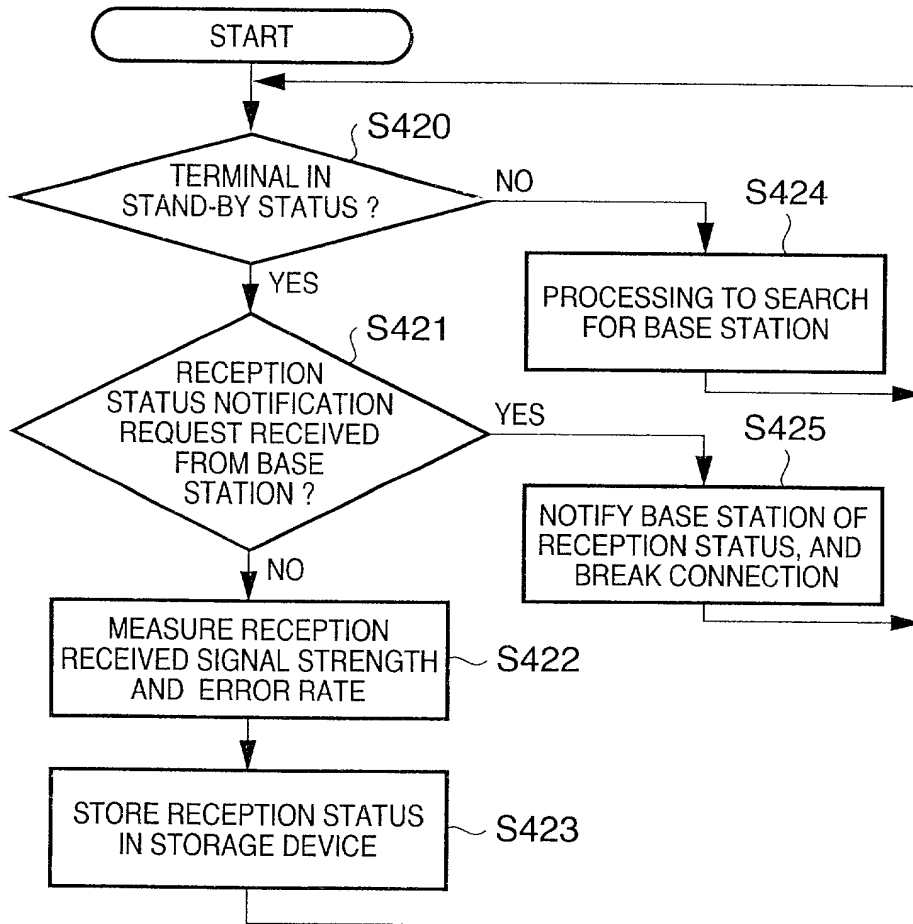 START
S420
TERMINAL IN
STAND-BY STATUS ?
NO
S424
PROCESSING TO SEARCH
FOR BASE STATION
YES
S421
RECEPTION
STATUS NOTIFICATION
REQUEST RECEIVED
FROM BASE
STATION ?
YES
S425
NOTIFY BASE STATION OF
RECEPTION STATUS, AND
BREAK CONNECTION
NO
MEASURE RECEPTION
RECEIVED SIGNAL STRENGTH
AND ERROR RATE
S422
STORE RECEPTION STATUS
IN STORAGE DEVICE
S423